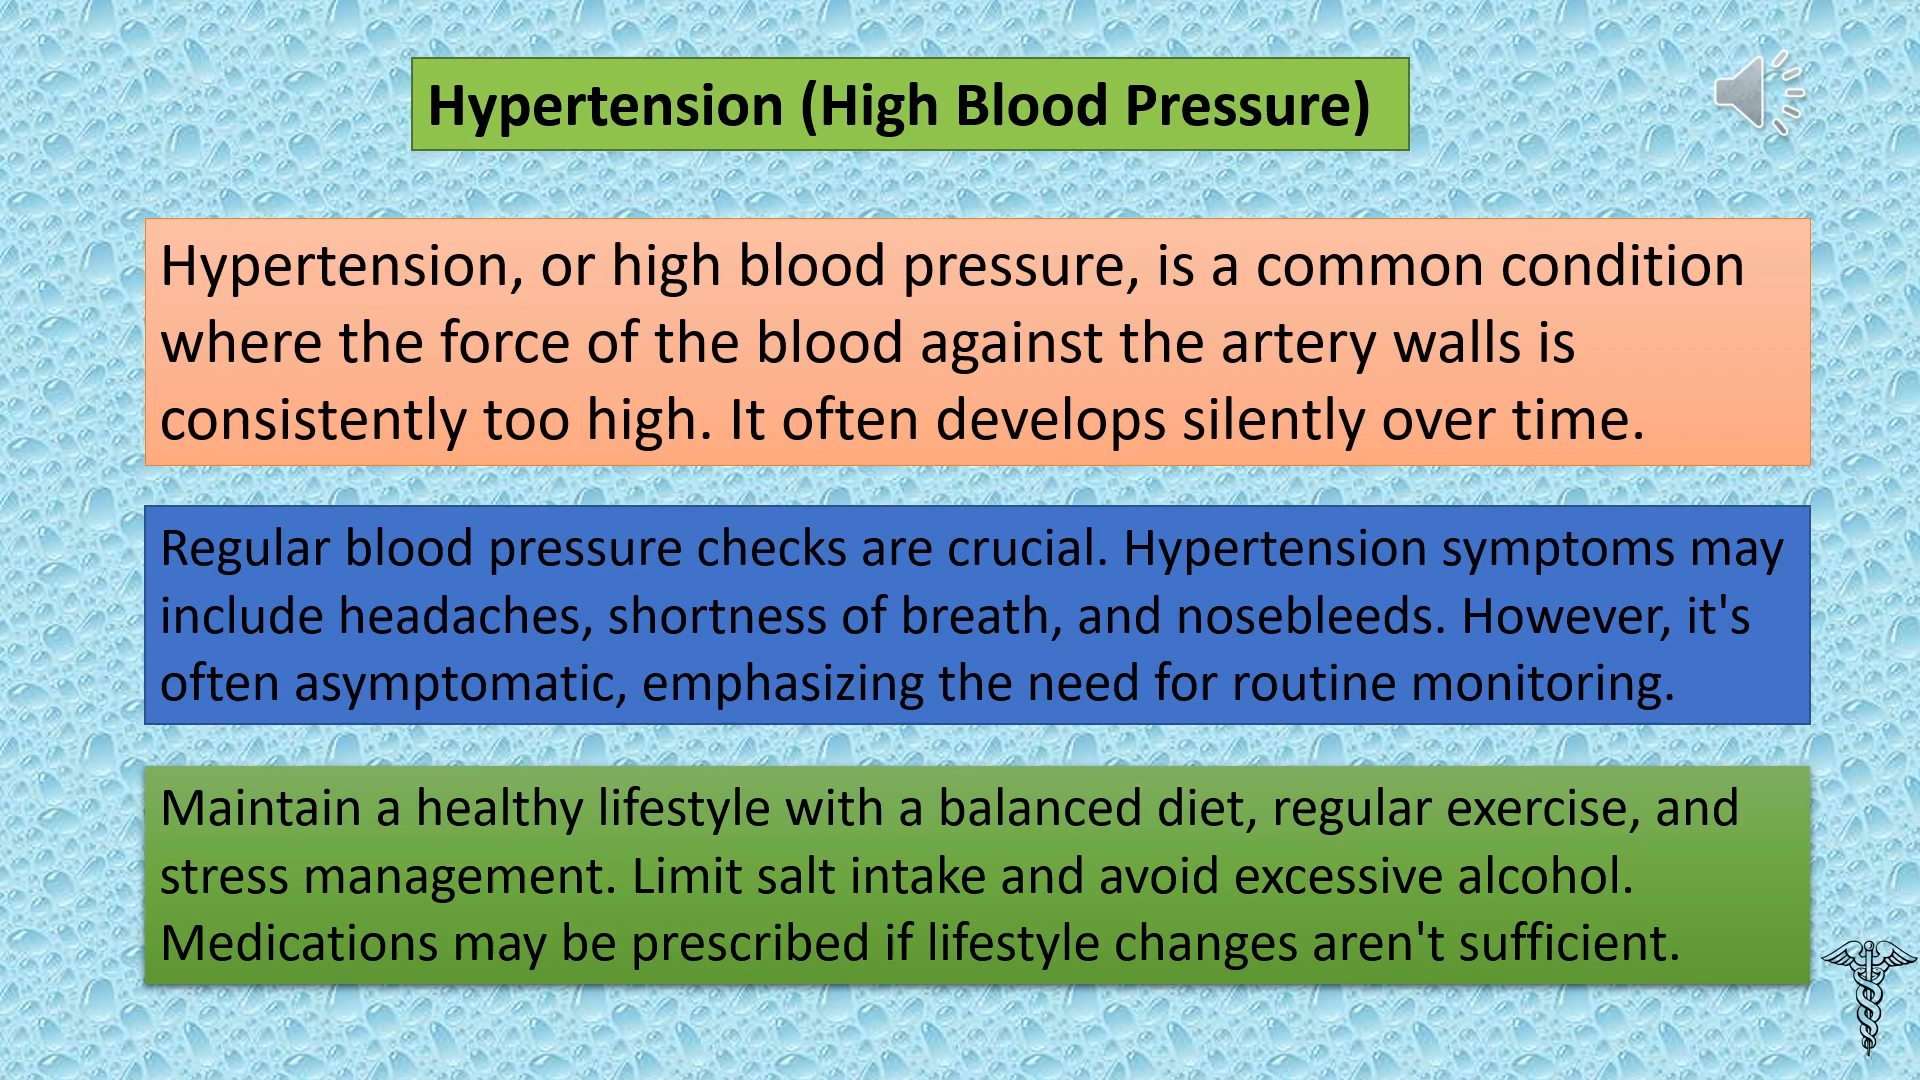 Hypertension (High Blood Pressure)
Hypertension, or high blood pressure, is a common condition
where the force of the blood against the artery walls is
consistently too high. It often develops silently over time.
Regular blood pressure checks are crucial. Hypertension symptoms may
include headaches, shortness of breath, and nosebleeds. However, it's
often asymptomatic, emphasizing the need for routine monitoring.
Maintain a healthy lifestyle with a balanced diet, regular exercise, and
stress management. Limit salt intake and avoid excessive alcohol.
Medications may be prescribed if lifestyle changes aren't sufficient.